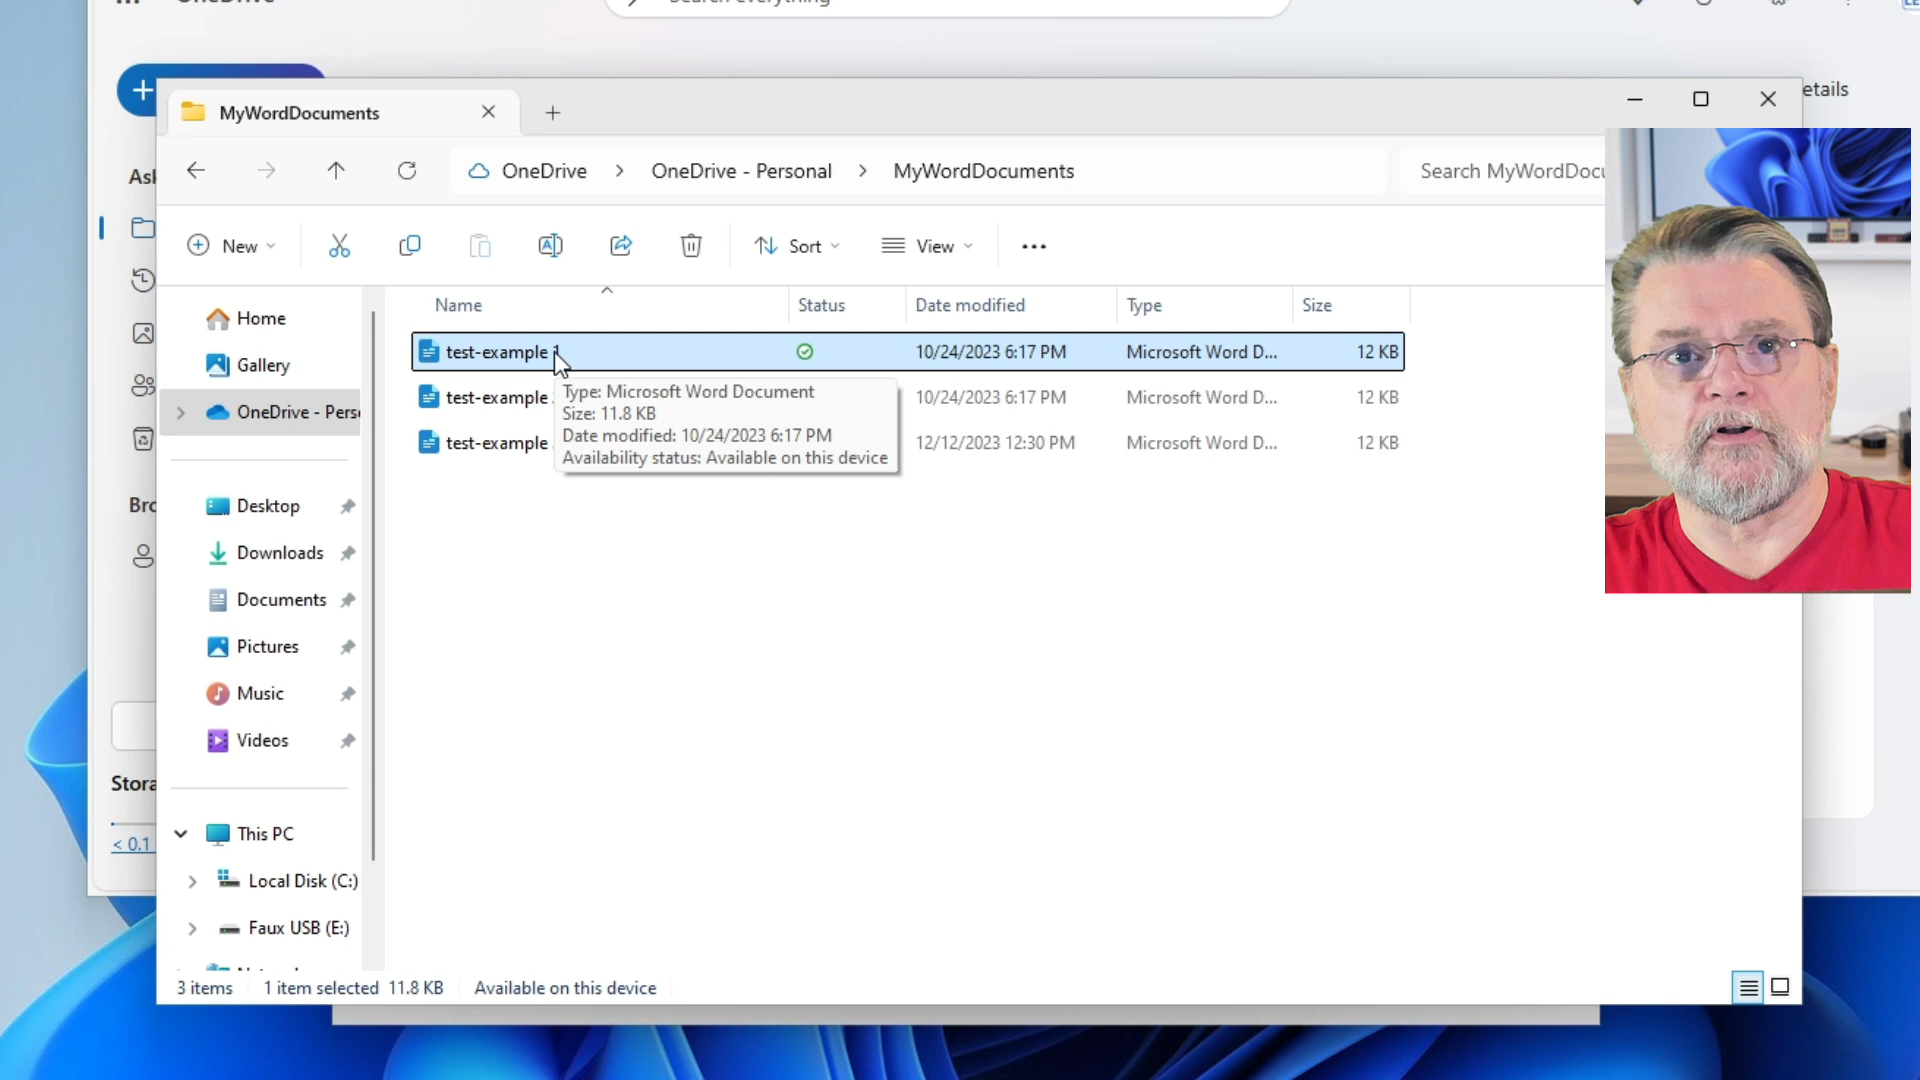 OneDrive
Search everything
etails
MyWordDocuments
OneDrive > OneDrive - Personal > MyWordDocuments
Search MyWordDocu
New
Sort
View
Name
Status
Date modified
Type
Size
Home
Gallery
OneDrive - Perso
Desktop
Downloads
Documents
Pictures
Music
Videos
This PC
Local Disk (C:)
Faux USB (E:)
test-example 1
10/24/2023 6:17 PM
Microsoft Word D...
12 KB
test-example
10/24/2023 6:17 PM
Microsoft Word D...
12 KB
test-example
12/12/2023 12:30 PM
Microsoft Word D...
12 KB
Type: Microsoft Word Document
Size: 11.8 KB
Date modified: 10/24/2023 6:17 PM
Availability status: Available on this device
Ask
Bro
Stora
< 0.1
3 items
1 item selected 11.8 KB
Available on this device